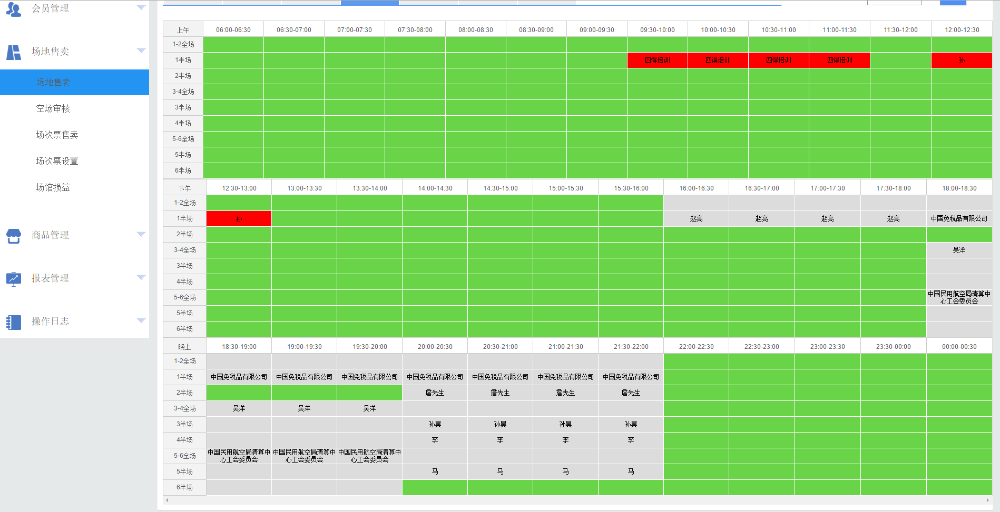 会员管理
场地售卖
场地售卖
空场审核
场次票售卖
场次票设置
场馆损益
商品管理
报表管理
操作日志
上午 06:00-06:30 06:30-07:00 07:00-07:30 07:30-08:00 08:00-08:30 08:30-09:00 09:00-09:30 09:30-10:00 10:00-10:30 10:30-11:00 11:00-11:30 11:30-12:00 12:00-12:30
1-2全场
1半场 四得培训 四得培训 四得培训 四得培训 孙
2半场
3-4全场
3半场
4半场
5-6全场
5半场
6半场
下午 12:30-13:00 13:00-13:30 13:30-14:00 14:00-14:30 14:30-15:00 15:00-15:30 15:30-16:00 16:00-16:30 16:30-17:00 17:00-17:30 17:30-18:00 18:00-18:30
1-2全场
1半场 孙 赵亮 赵亮 赵亮 赵亮 中国免税品有限公司
2半场
3-4全场 吴洋
3半场
4半场
5-6全场 中国民用航空局清算中
心工会委员会
5半场
6半场
晚上 18:30-19:00 19:00-19:30 19:30-20:00 20:00-20:30 20:30-21:00 21:00-21:30 21:30-22:00 22:00-22:30 22:30-23:00 23:00-23:30 23:30-00:00 00:00-00:30
1-2全场
1半场 中国免税品有限公司 中国免税品有限公司 中国免税品有限公司 中国免税品有限公司 中国免税品有限公司 中国免税品有限公司 中国免税品有限公司
2半场 詹先生 詹先生 詹先生 詹先生
3-4全场 吴洋 吴洋 吴洋
3半场 孙昊 孙昊 孙昊 孙昊
4半场 李 李 李 李
5-6全场 中国民用航空局清算中 中国民用航空局清算中 中国民用航空局清算中
心工会委员会 心工会委员会 心工会委员会
5半场 马 马 马 马
6半场